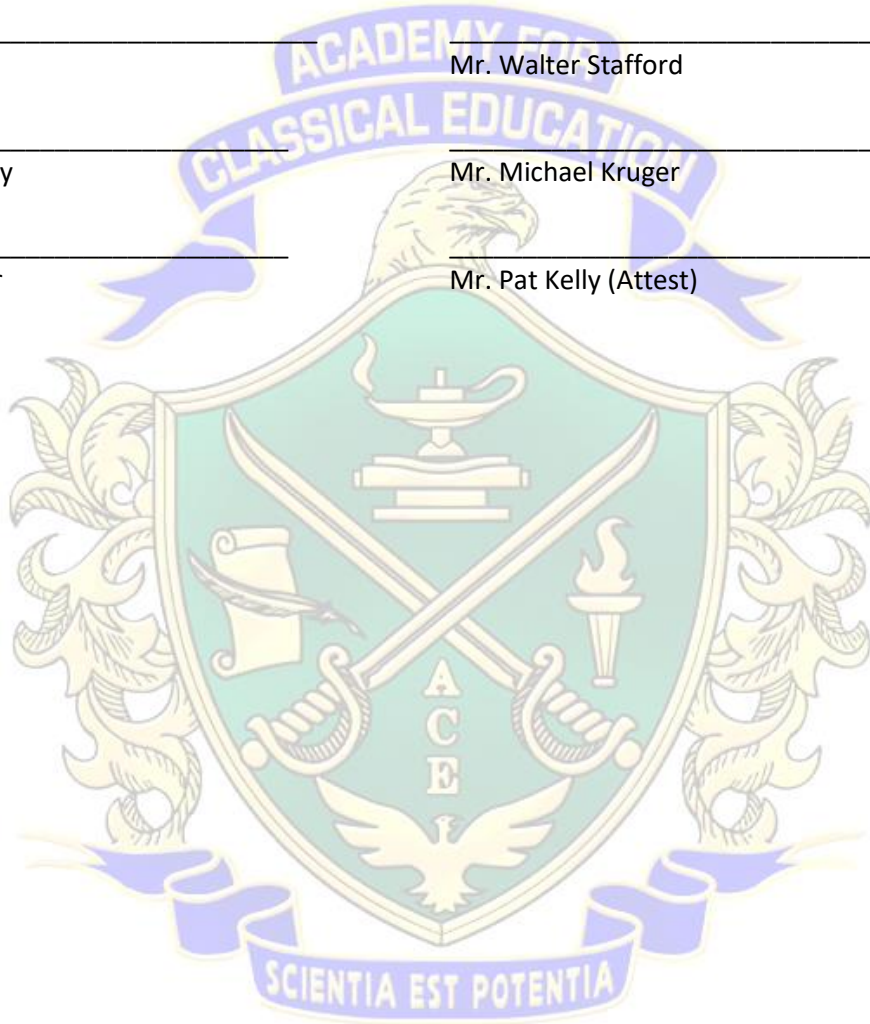 ACADEMY FOR
Mr. Walter Stafford
CLASSICAL EDUCATION
y Mr. Michael Kruger
Mr. Pat Kelly (Attest)
A
C
E
SCIENTIA EST POTENTIA